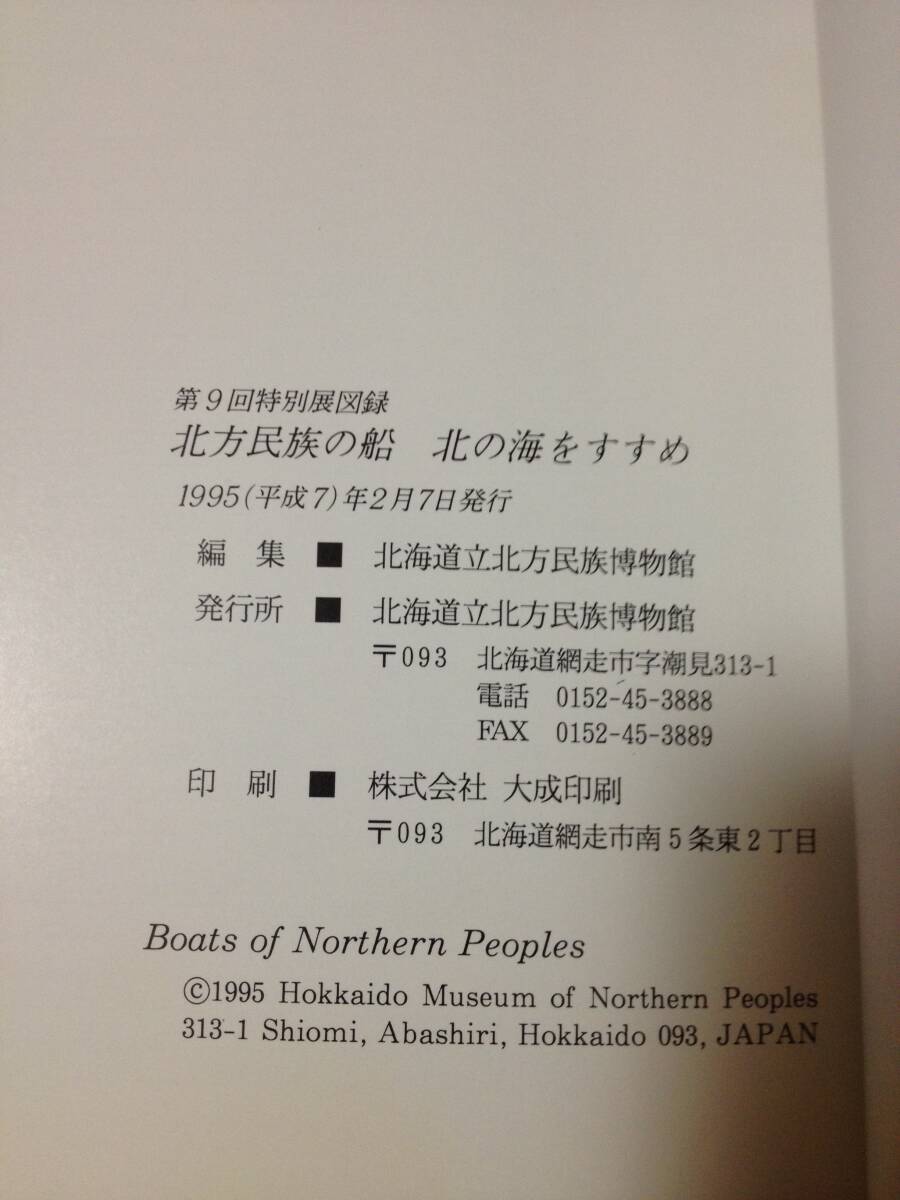 第9回特別展図録
北方民族の船　北の海をすすめ
1995(平成7)年2月7日発行
編　集 ■ 北海道立北方民族博物館
発行所 ■ 北海道立北方民族博物館
〒093　北海道網走市字潮見313-1
電話　0152-45-3888
FAX　0152-45-3889
印　刷 ■ 株式会社 大成印刷
〒093　北海道網走市南5条東2丁目
Boats of Northern Peoples
©1995 Hokkaido Museum of Northern Peoples
313-1 Shiomi, Abashiri, Hokkaido 093, JAPAN